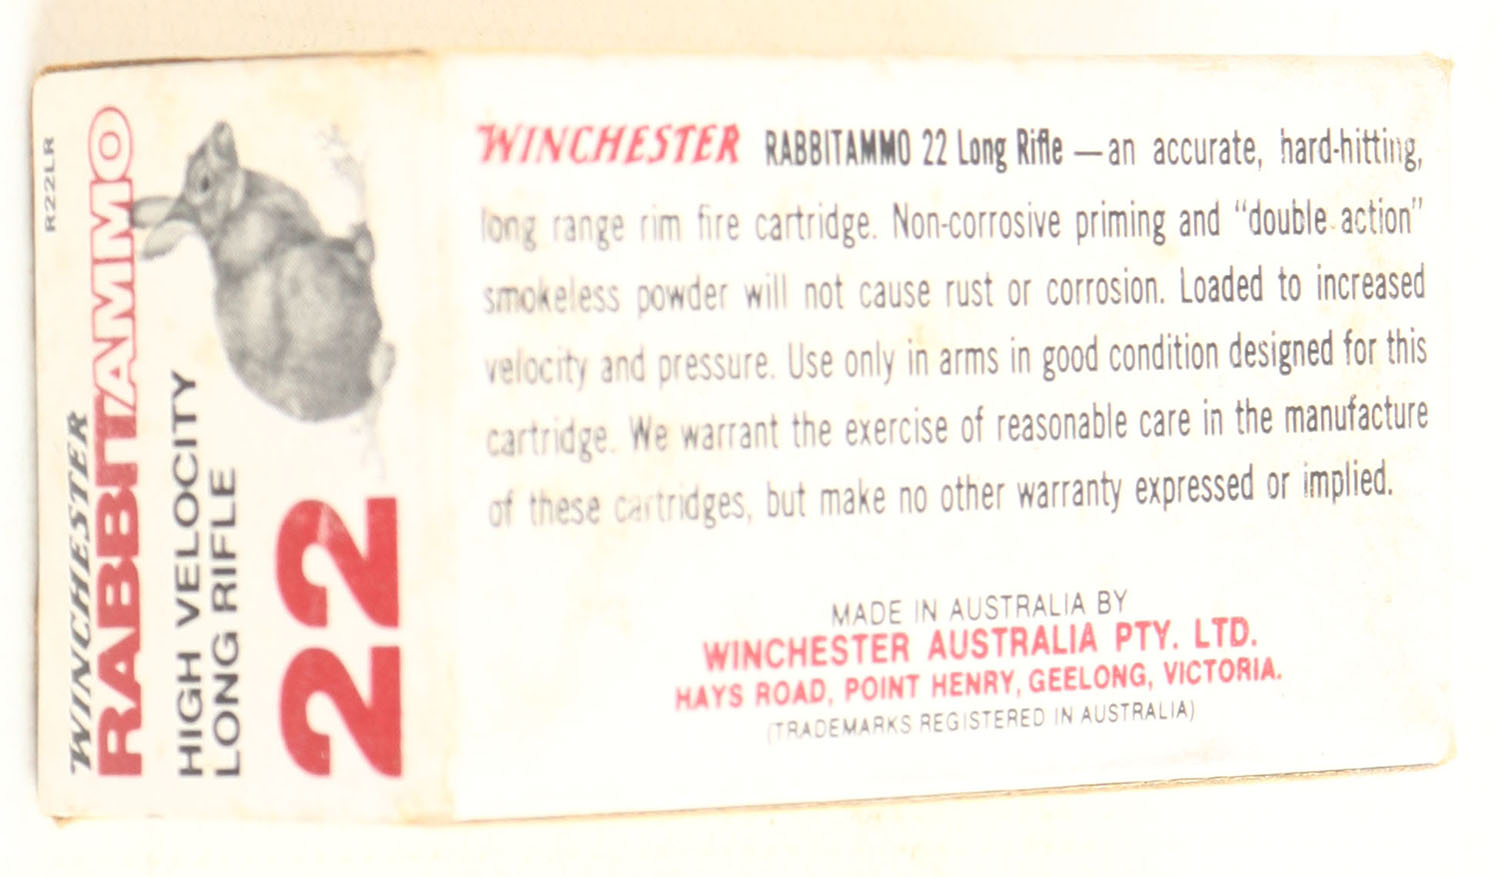 R22LR
WINCHESTER
RABBITAMMO
HIGH VELOCITY
LONG RIFLE
22
WINCHESTER RABBITAMMO 22 Long Rifle — an accurate, hard-hitting,
long range rim fire cartridge. Non-corrosive priming and “double action”
smokeless powder will not cause rust or corrosion. Loaded to increased
velocity and pressure. Use only in arms in good condition designed for this
cartridge. We warrant the exercise of reasonable care in the manufacture
of these cartridges, but make no other warranty expressed or implied.
MADE IN AUSTRALIA BY
WINCHESTER AUSTRALIA PTY. LTD.
HAYS ROAD, POINT HENRY, GEELONG, VICTORIA.
(TRADEMARKS REGISTERED IN AUSTRALIA)